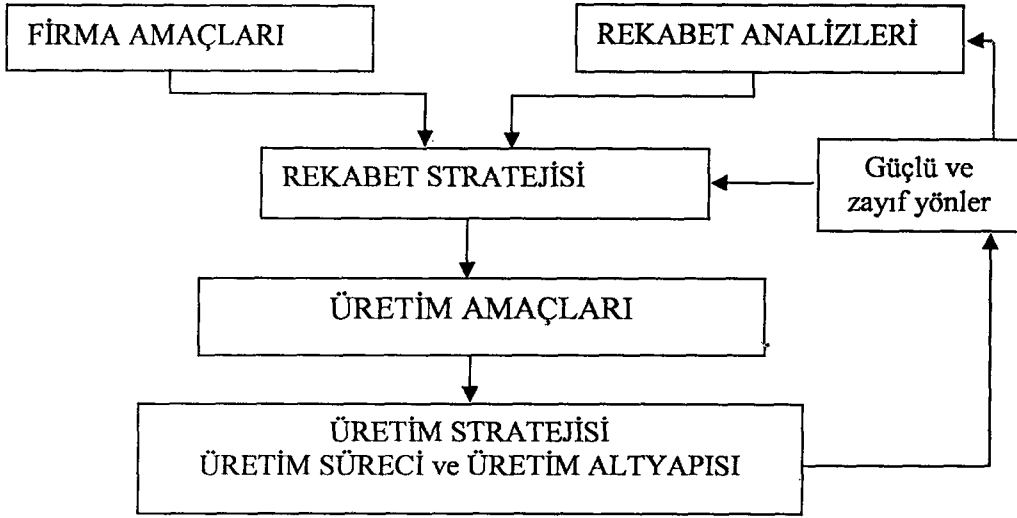 FİRMA AMAÇLARI
REKABET ANALİZLERİ
REKABET STRATEJİSİ
Güçlü ve
zayıf yönler
ÜRETİM AMAÇLARI
ÜRETİM STRATEJİSİ
ÜRETİM SÜRECİ ve ÜRETİM ALTYAPISI